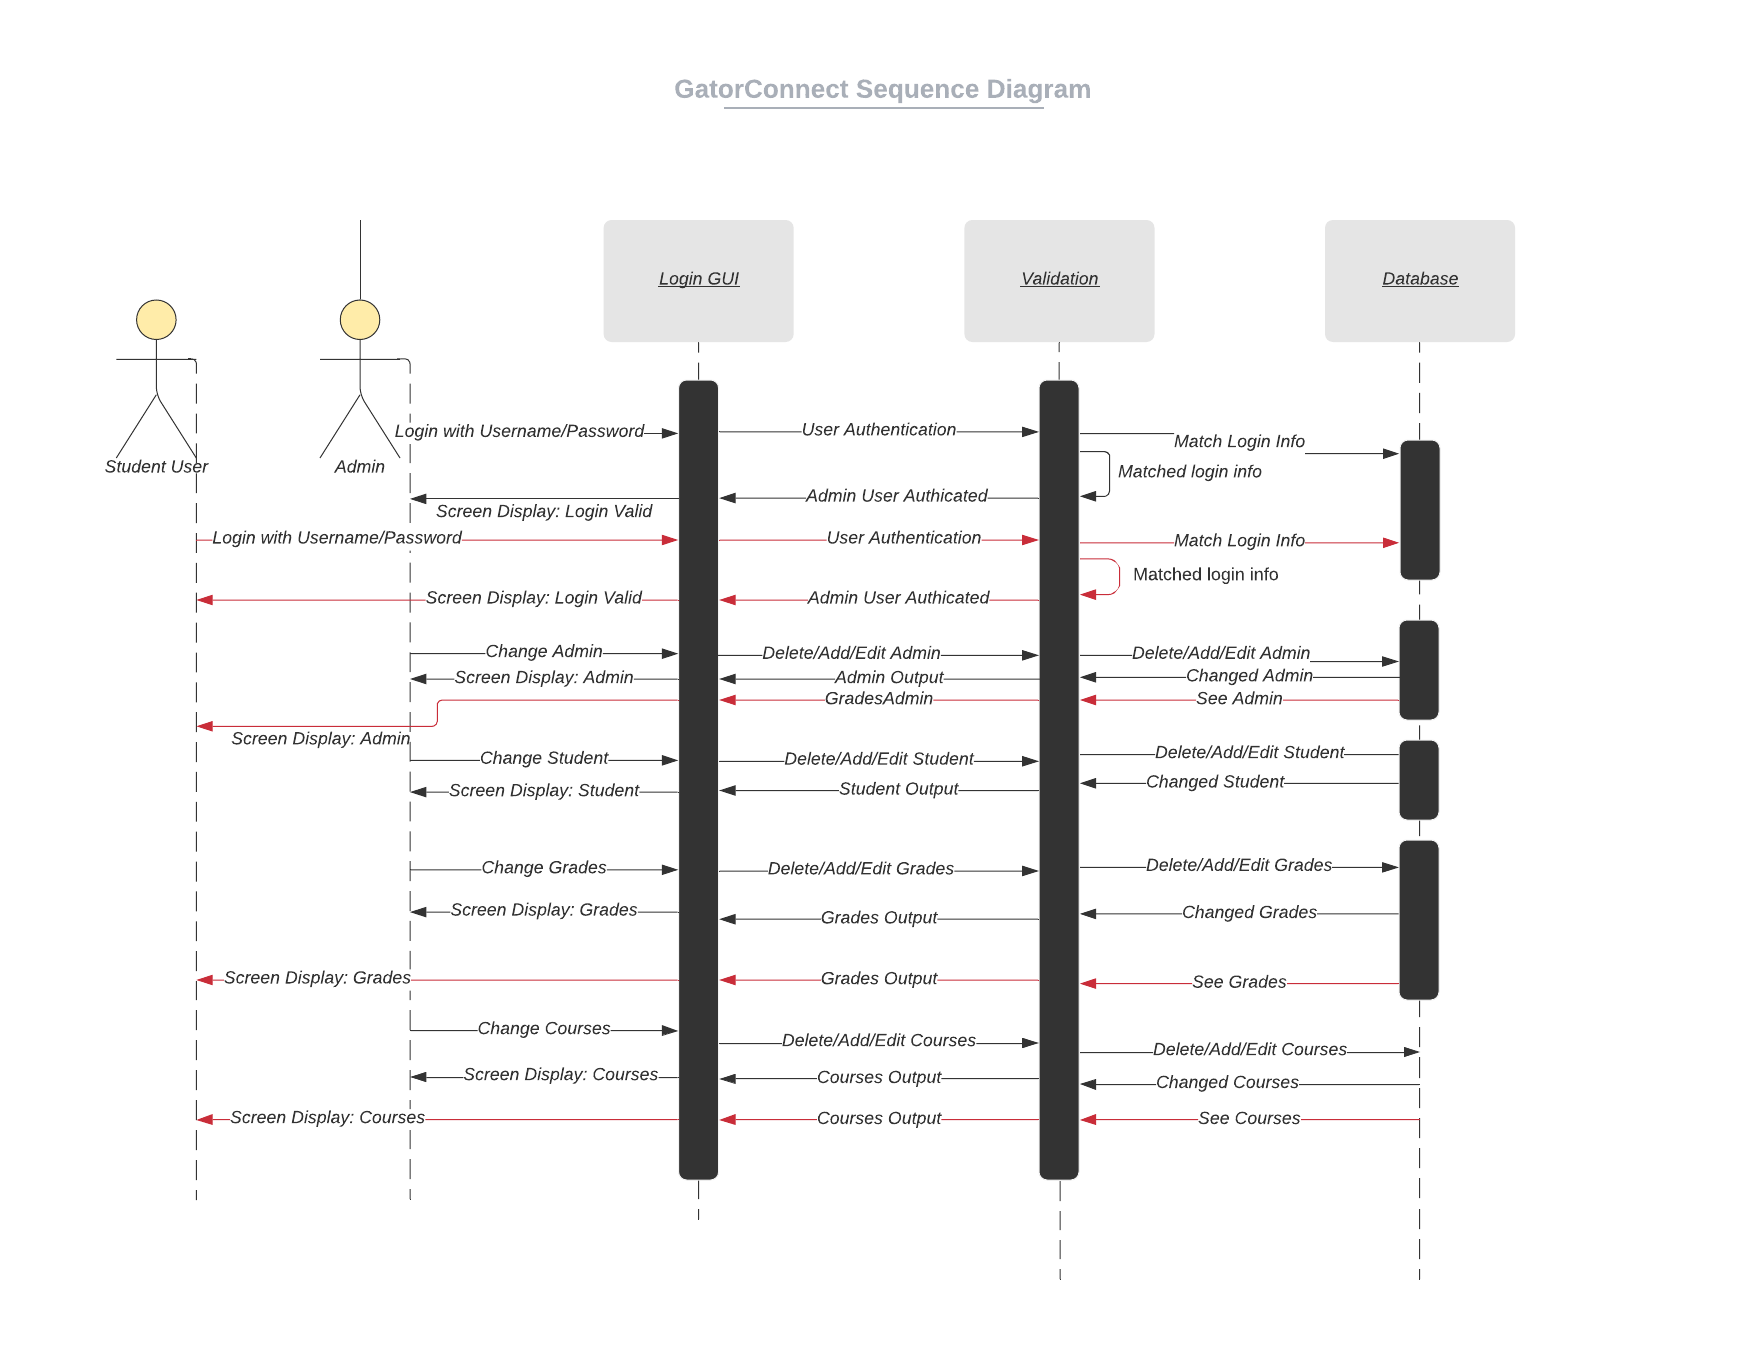 GatorConnect Sequence Diagram
Login GUI
Validation
Database
Student User
Admin
Login with Username/Password
User Authentication
Match Login Info
Matched login info
Admin User Authicated
Screen Display: Login Valid
Login with Username/Password
User Authentication
Match Login Info
Matched login info
Admin User Authicated
Screen Display: Login Valid
Change Admin
Delete/Add/Edit Admin
Delete/Add/Edit Admin
Screen Display: Admin
Admin Output
Changed Admin
GradesAdmin
See Admin
Screen Display: Admin
Change Student
Delete/Add/Edit Student
Delete/Add/Edit Student
Screen Display: Student
Student Output
Changed Student
Change Grades
Delete/Add/Edit Grades
Delete/Add/Edit Grades
Screen Display: Grades
Grades Output
Changed Grades
Screen Display: Grades
Grades Output
See Grades
Change Courses
Delete/Add/Edit Courses
Delete/Add/Edit Courses
Screen Display: Courses
Courses Output
Changed Courses
Screen Display: Courses
Courses Output
See Courses